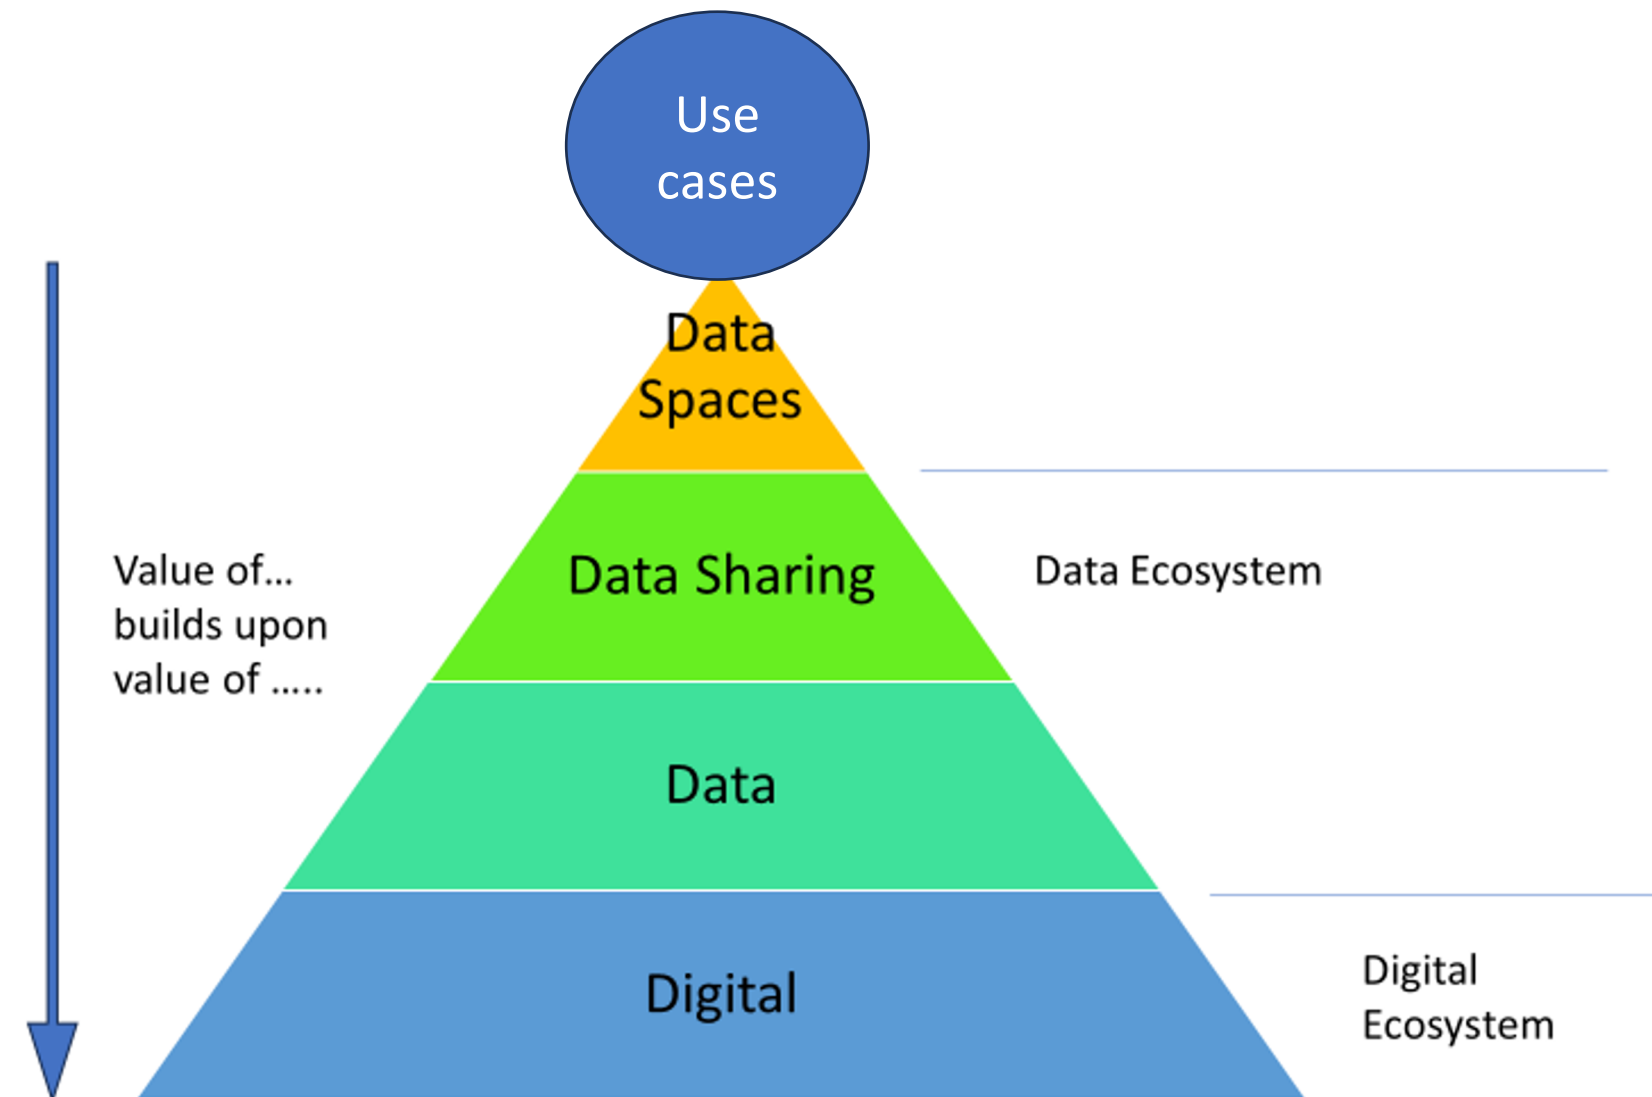 Use
cases
Data
Spaces
Value of...
builds upon
value of .....
Data Sharing
Data Ecosystem
Data
Digital
Digital
Ecosystem